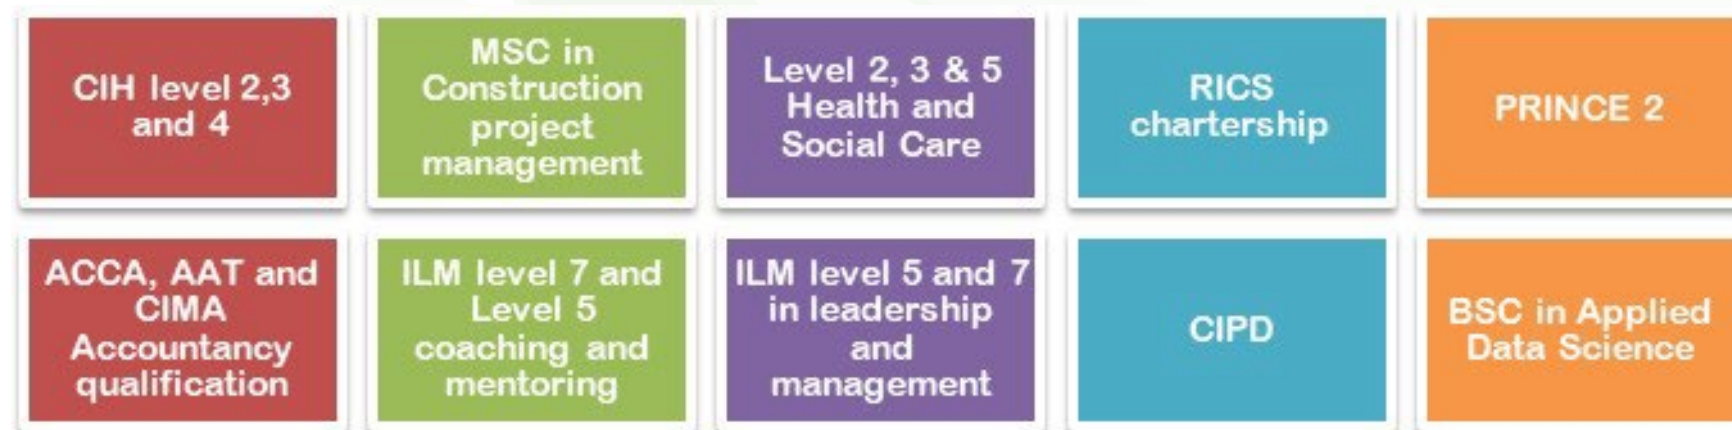 CIH level 2,3
and 4
MSC in
Construction
project
management
Level 2, 3 & 5
Health and
Social Care
RICS
chartership
PRINCE 2
ACCA, AAT and
CIMA
Accountancy
qualification
ILM level 7 and
Level 5
coaching and
mentoring
ILM level 5 and 7
in leadership
and
management
CIPD
BSC in Applied
Data Science